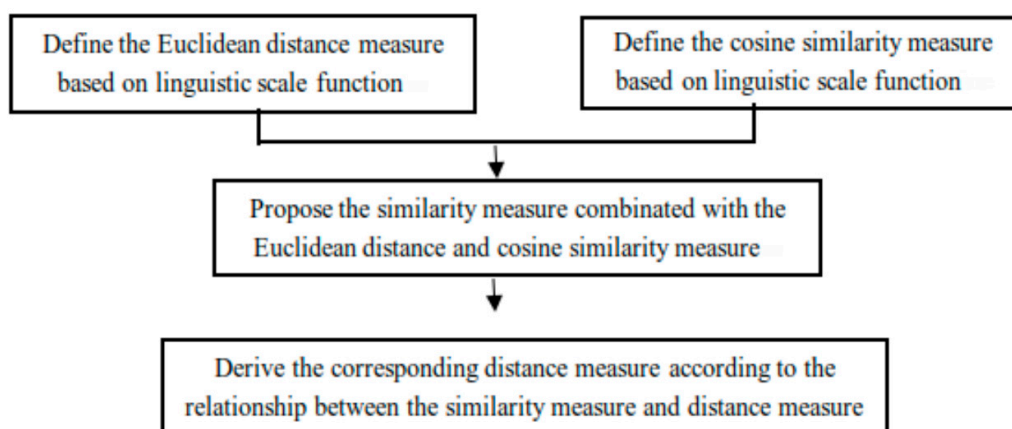 Define the Euclidean distance measure
based on linguistic scale function
Define the cosine similarity measure
based on linguistic scale function
Propose the similarity measure combinated with the
Euclidean distance and cosine similarity measure
Derive the corresponding distance measure according to the
relationship between the similarity measure and distance measure